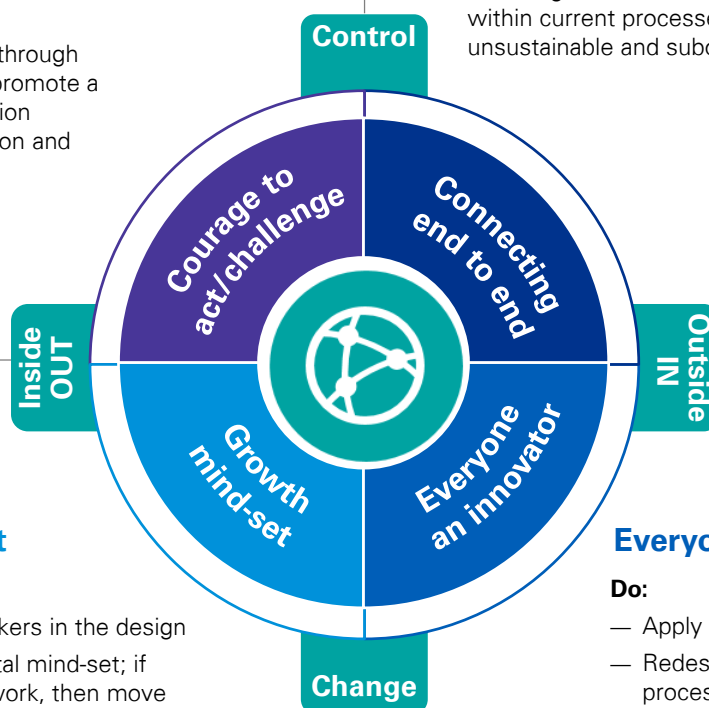 within current processe
unsustainable and subo
through
promote a
ion
on and
Control
Courage to
act/challenge
Connecting
end to end
Inside
OUT
Outside
IN
Growth
mind-set
Everyone
an innovator
t
kers in the design
tal mind-set; if
work, then move
Everyo
Do:
— Apply
— Redes
proces
Change